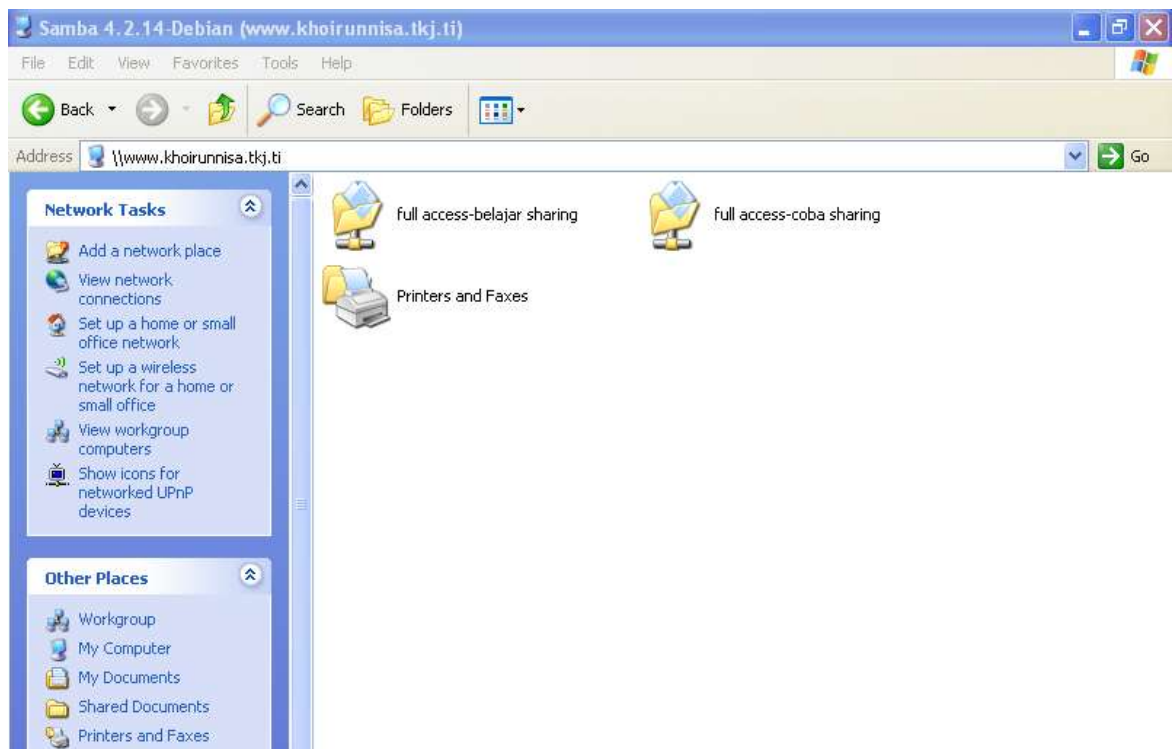 Samba 4.2.14-Debian (www.khoirunnisa.tkj.ti)
File Edit View Favorites Tools Help
Back Search Folders
Address \\www.khoirunnisa.tkj.ti Go
Network Tasks
Add a network place
View network
connections
Set up a home or small
office network
Set up a wireless
network for a home or
small office
View workgroup
computers
Show icons for
networked UPnP
devices
Other Places
Workgroup
My Computer
My Documents
Shared Documents
Printers and Faxes
full access-belajar sharing
full access-coba sharing
Printers and Faxes